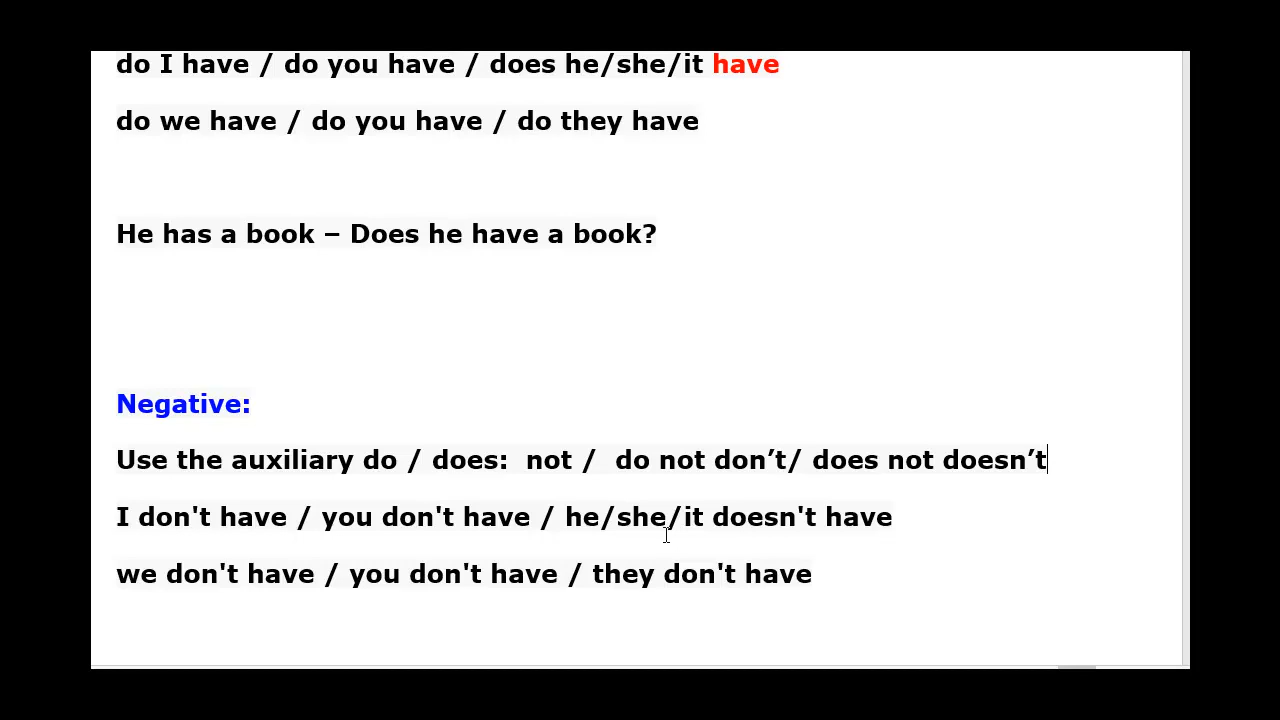 do I have / do you have / does he/she/it have
do we have / do you have / do they have
He has a book – Does he have a book?
Negative:
Use the auxiliary do / does:  not /  do not don’t/ does not doesn’t
I don't have / you don't have / he/she/it doesn't have
we don't have / you don't have / they don't have